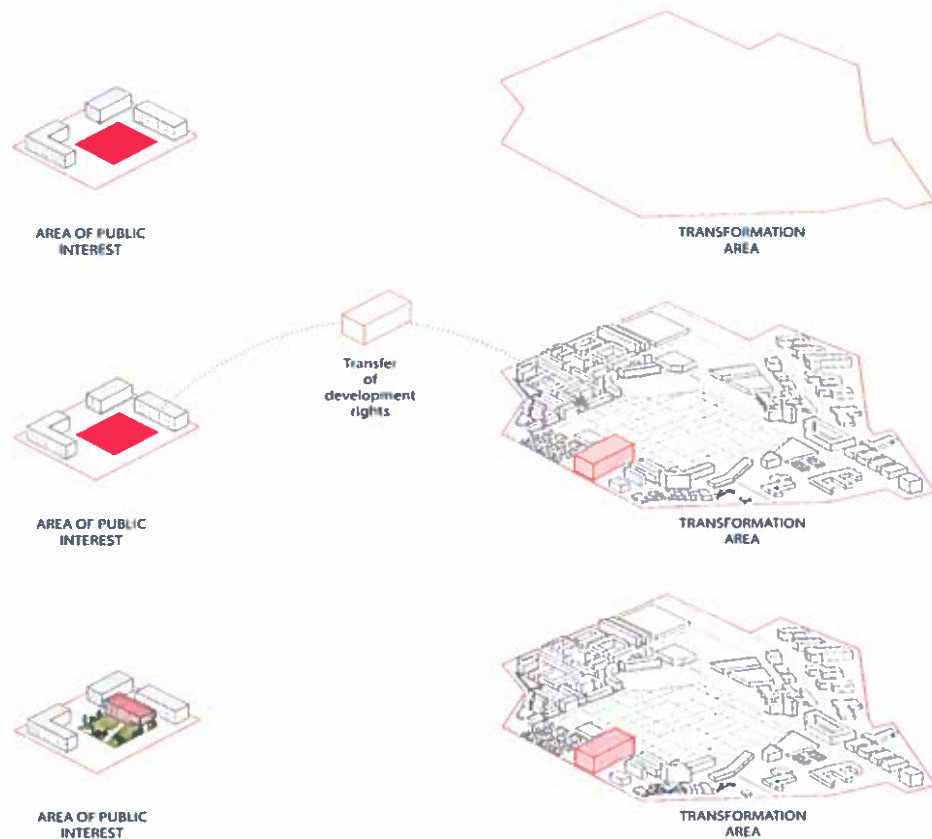 AREA OF PUBLIC
INTEREST
TRANSFORMATION
AREA
Transfer
of
development
rights
AREA OF PUBLIC
INTEREST
TRANSFORMATION
AREA
AREA OF PUBLIC
INTEREST
TRANSFORMATION
AREA